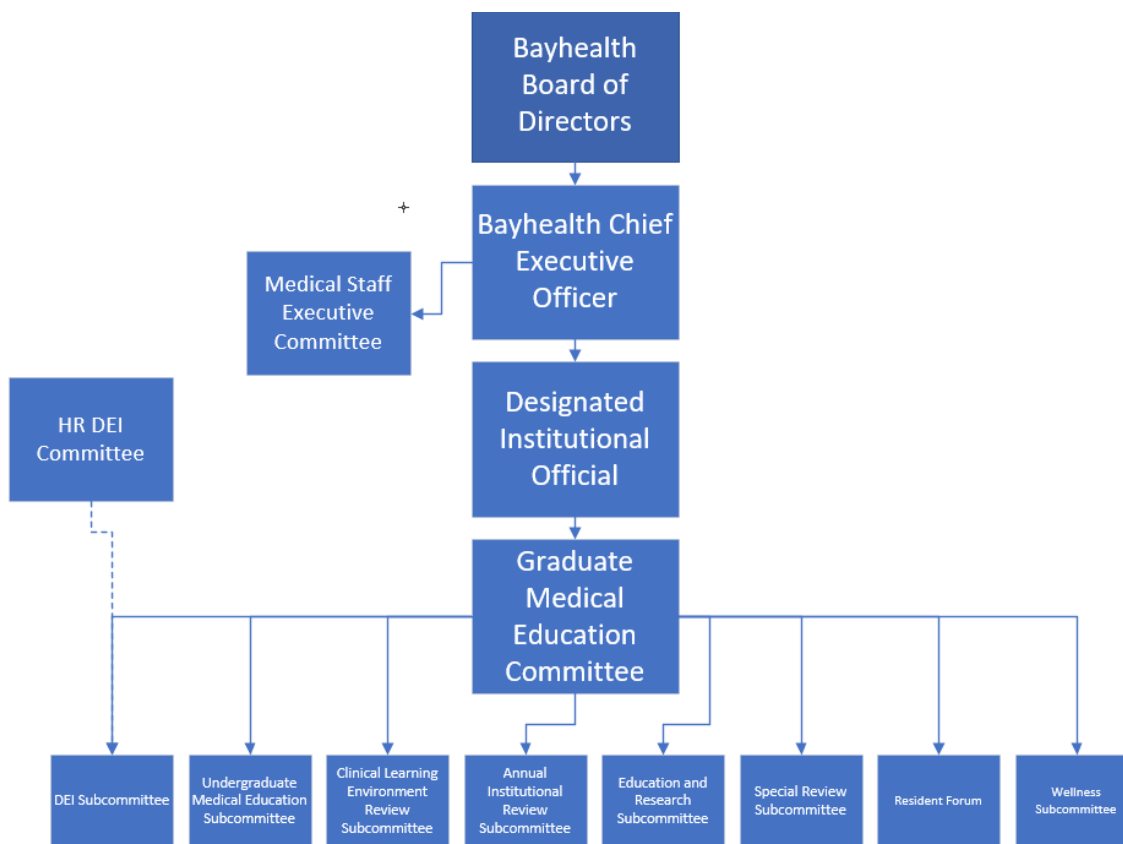 Bayhealth
Board of
Directors
Bayhealth Chief
Executive
Officer
Medical Staff
Executive
Committee
Designated
Institutional
Official
HR DEI
Committee
Graduate
Medical
Education
Committee
DEI Subcommittee
Undergraduate
Medical Education
Subcommittee
Clinical Learning
Environment
Review
Subcommittee
Annual
Institutional
Review
Subcommittee
Education and
Research
Subcommittee
Special Review
Subcommittee
Resident Forum
Wellness
Subcommittee